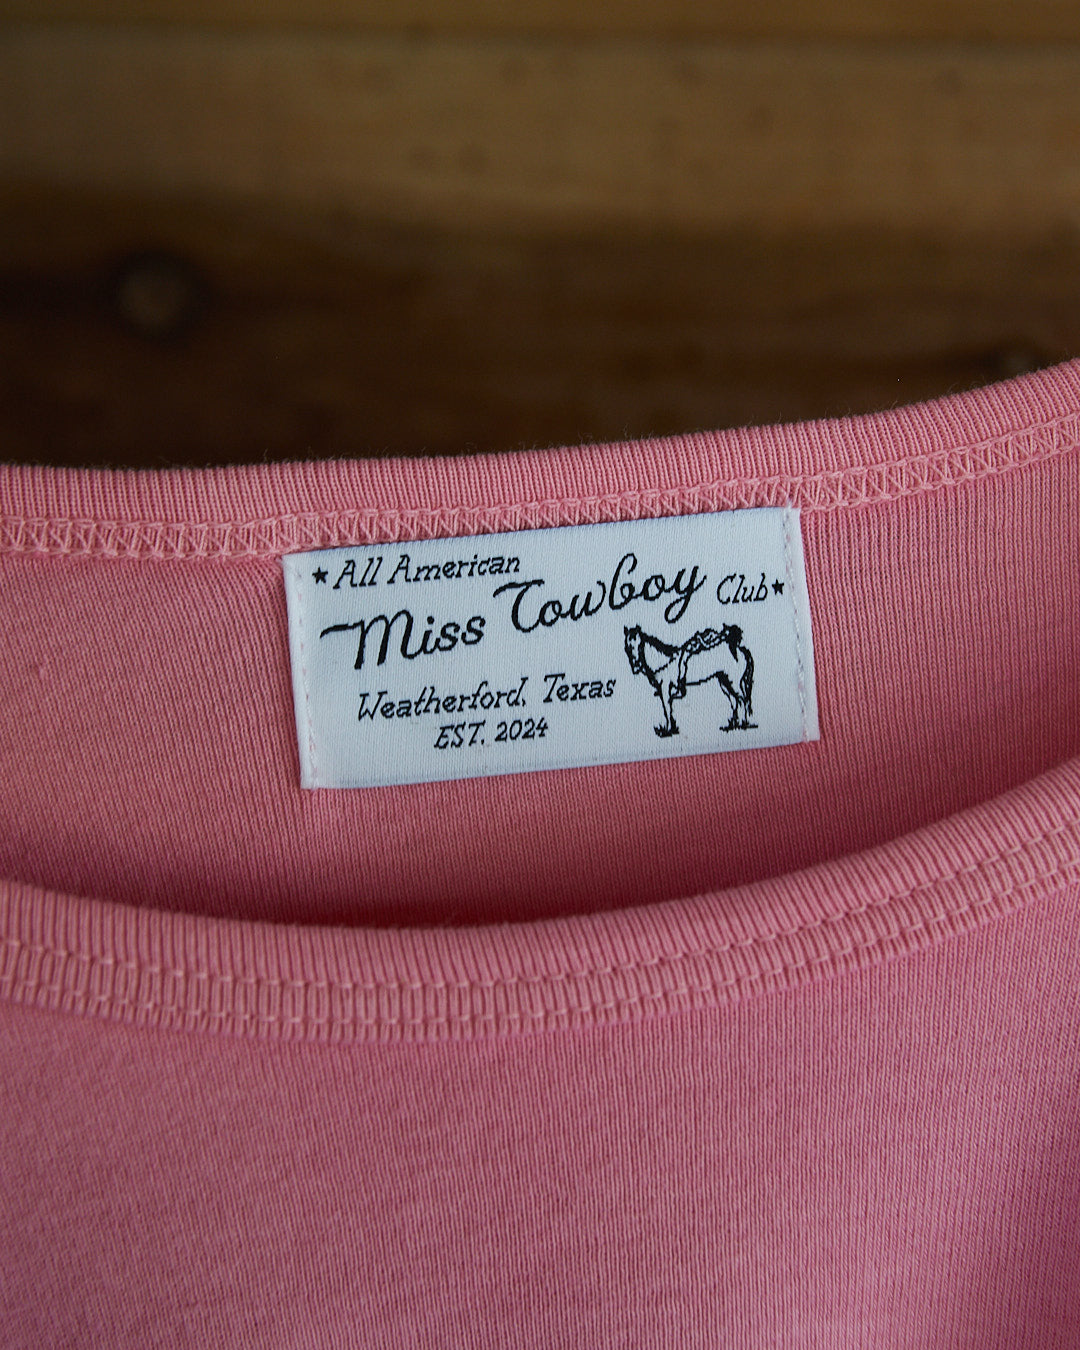 ★ All American
Miss Cowboy Club ★
Weatherford, Texas
EST. 2024